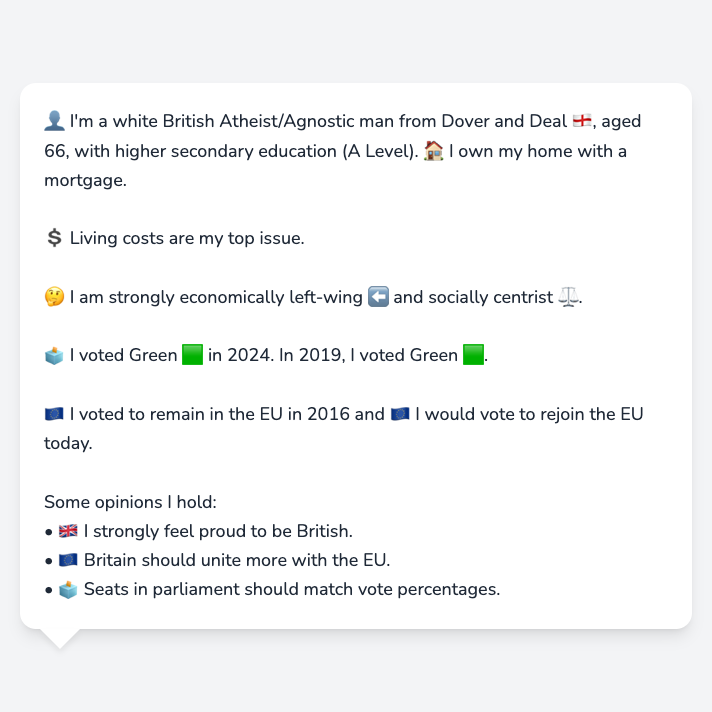 👤 I'm a white British Atheist/Agnostic man from Dover and Deal 🏴󠁧󠁢󠁥󠁮󠁧󠁿, aged
66, with higher secondary education (A Level). 🏠 I own my home with a
mortgage.
💲 Living costs are my top issue.
🤔 I am strongly economically left-wing ⬅️ and socially centrist ⚖️.
🗳️ I voted Green 🟩 in 2024. In 2019, I voted Green 🟩.
🇪🇺 I voted to remain in the EU in 2016 and 🇪🇺 I would vote to rejoin the EU
today.
Some opinions I hold:
• 🇬🇧 I strongly feel proud to be British.
• 🇪🇺 Britain should unite more with the EU.
• 🗳️ Seats in parliament should match vote percentages.